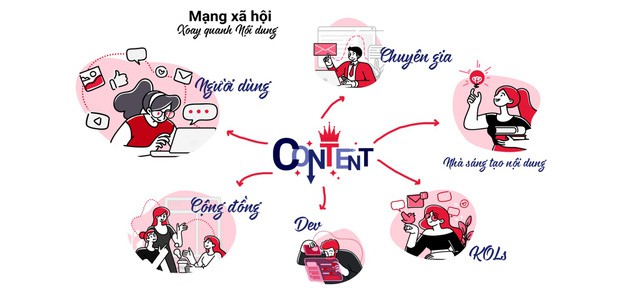 Mạng xã hội
Xoay quanh Nội dung
Người dùng
Chuyên gia
CONTENT
Nhà sáng tạo nội dung
Cộng đồng
Dev
KOLs